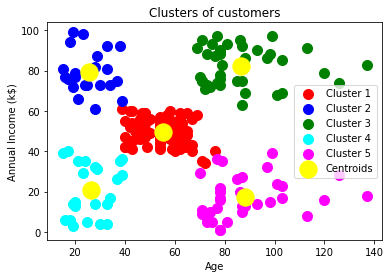 Clusters of customers
100
80
60
40
20
0
Annual Income (k$)
Cluster 1
Cluster 2
Cluster 3
Cluster 4
Cluster 5
Centroids
20 40 60 80 100 120 140
Age